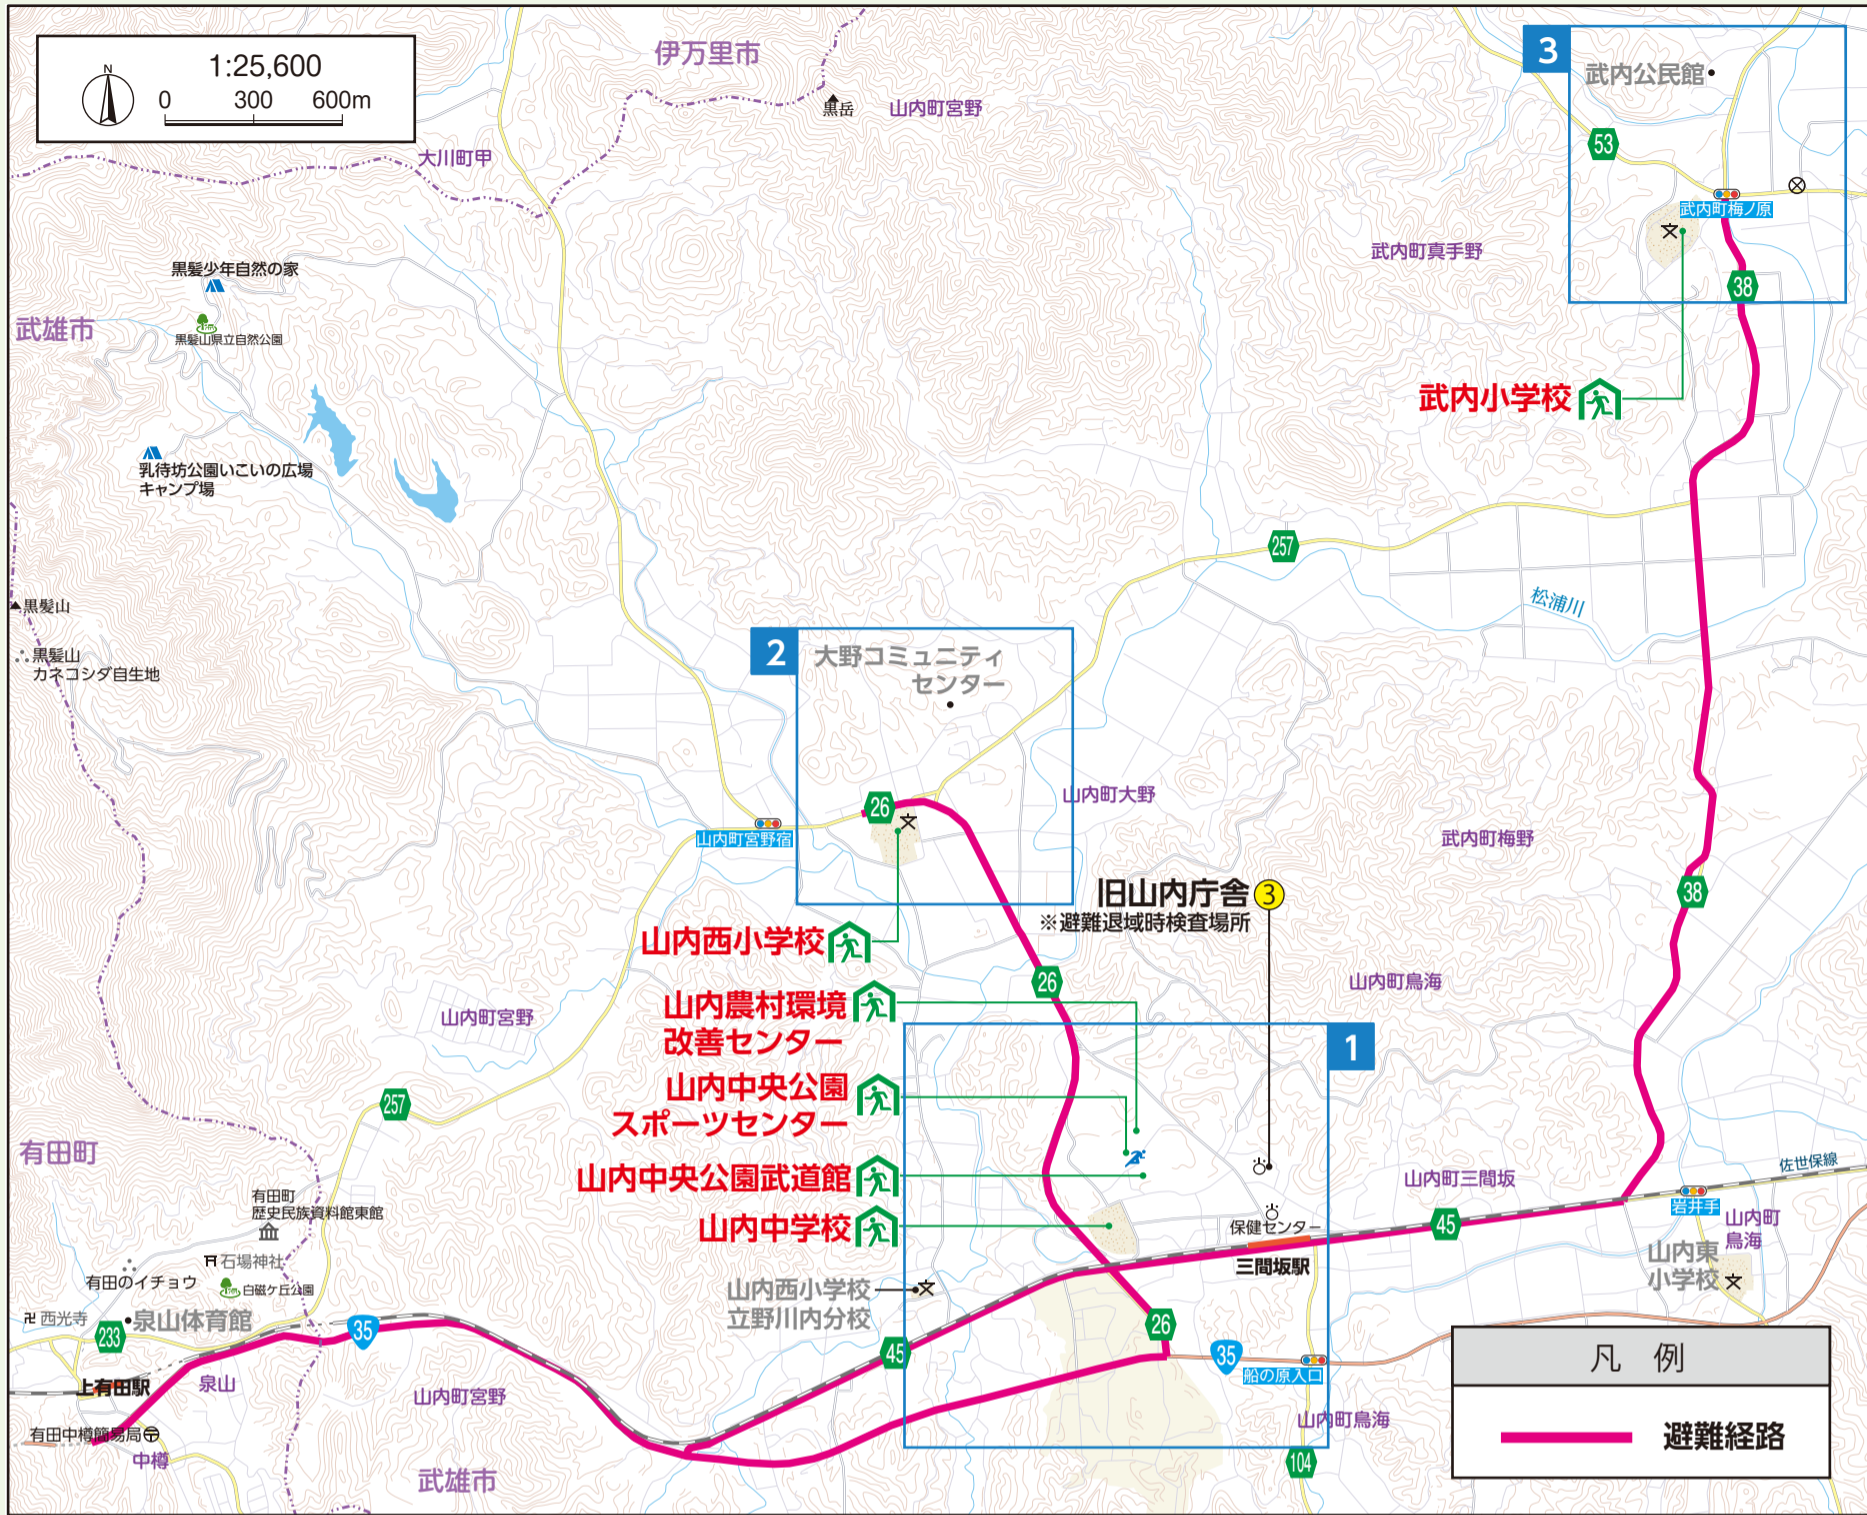 N
1:25,600
0 300 600m
伊万里市
黒岳
山内町宮野
大川町甲
3
武内公民館
53
武内町梅ノ原
38
武内町真手野
武内小学校
黒髪少年自然の家
黒髪山県立自然公園
武雄市
乳待坊公園いこいの広場
キャンプ場
257
松浦川
黒髪山
黒髪山
カネコシダ自生地
2
大野コミュニティ
センター
26
山内町宮野宿
山内町大野
武内町梅野
38
旧山内庁舎 3
※避難退域時検査場所
山内西小学校
26
山内町鳥海
山内農村環境
改善センター
山内町宮野
1
山内中央公園
スポーツセンター
257
有田町
山内中央公園武道館
山内町三間坂
佐世保線
山内中学校
有田町
歴史民族資料館東館
保健センター
45
岩井手
山内町
鳥海
三間坂駅
山内東
小学校
石場神社
有田のイチョウ
白磁ケ丘公園
山内西小学校
立野川内分校
西光寺
泉山体育館
233
35
45
26
35
船の原入口
上有田駅
泉山
山内町宮野
山内町鳥海
有田中樽簡易局
中樽
武雄市
104
凡 例
避難経路